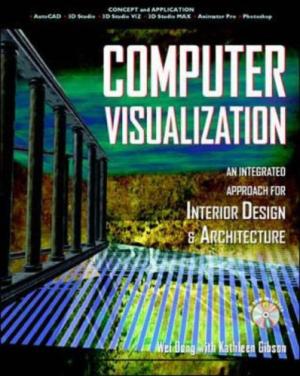 CONCEPT and APPLICATION
• AutoCAD • 3D Studio • 3D Studio VIZ • 3D Studio MAX • Animator Pro • Photoshop
COMPUTER
VISUALIZATION
AN INTEGRATED
APPROACH FOR
INTERIOR DESIGN
& ARCHITECTURE
Wei Dong with Kathleen Gibson